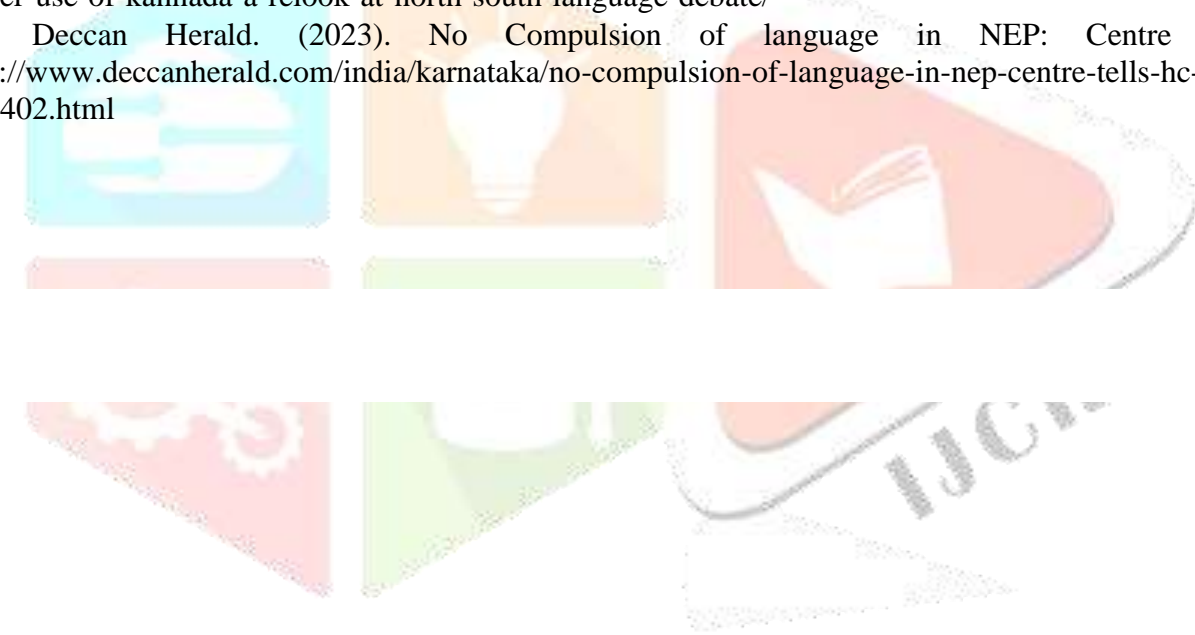 er use of kannada a relook at north south language debate/
Deccan Herald. (2023). No Compulsion of language in NEP: Centre
://www.deccanherald.com/india/karnataka/no-compulsion-of-language-in-nep-centre-tells-hc-
402.html